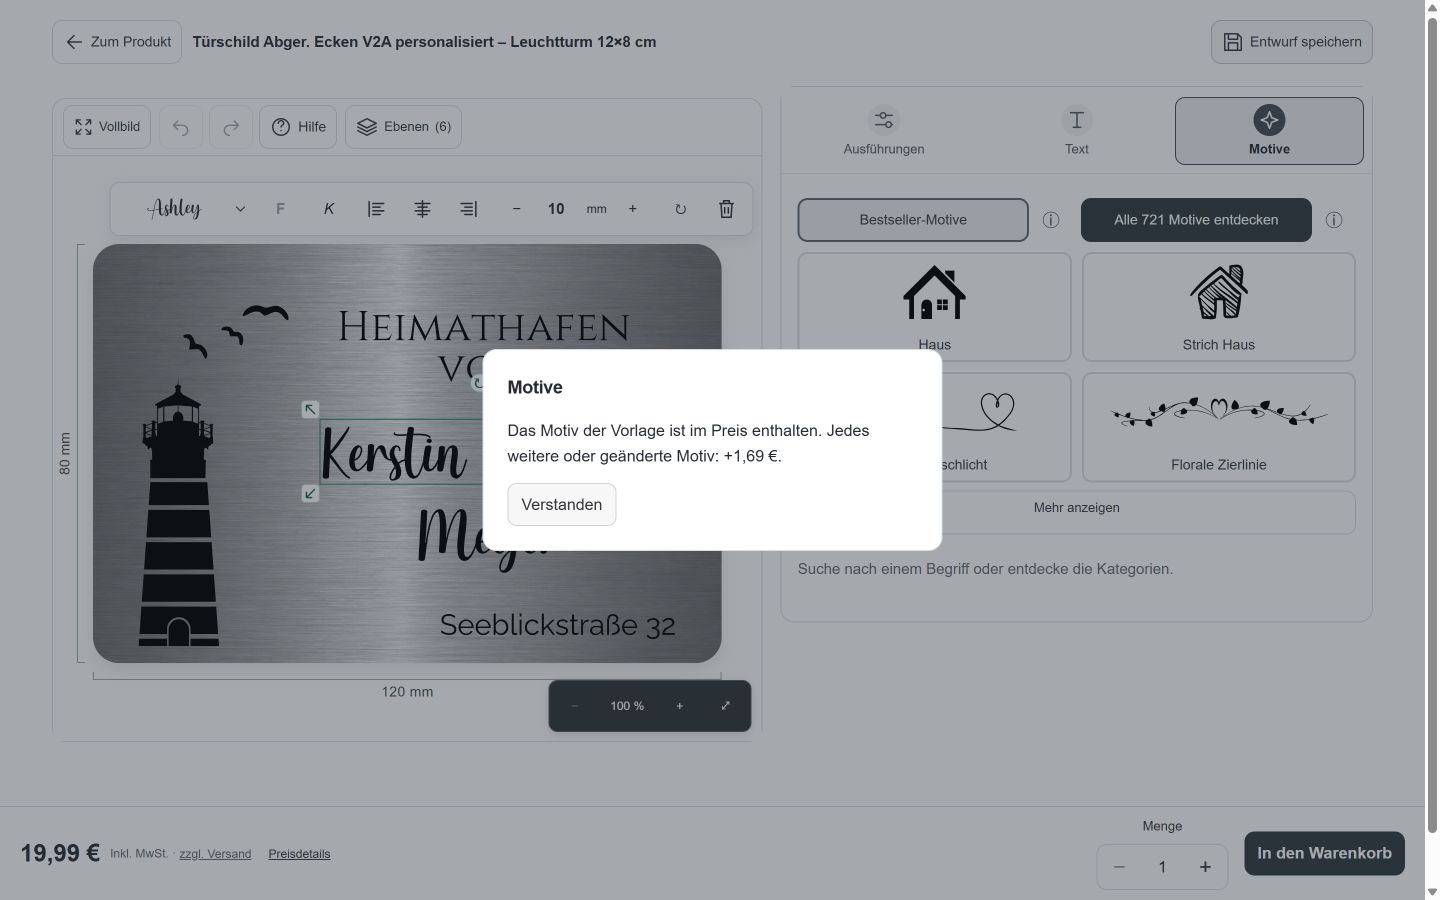 Zum Produkt
Türschild Abger. Ecken V2A personalisiert – Leuchtturm 12×8 cm
Entwurf speichern
Vollbild
Hilfe
Ebenen (6)
Ausführungen
Text
Motive
Ashley
F
K
10 mm
Bestseller-Motive
Alle 721 Motive entdecken
Haus
Strich Haus
HEIMATHAFEN
Kerstin
Seeblickstraße 32
80 mm
120 mm
100 %
Motive
Das Motiv der Vorlage ist im Preis enthalten. Jedes
weitere oder geänderte Motiv: +1,69 €.
Verstanden
schlicht
Florale Zierlinie
Mehr anzeigen
Suche nach einem Begriff oder entdecke die Kategorien.
19,99 €
Inkl. MwSt. · zzgl. Versand
Preisdetails
Menge
1
In den Warenkorb